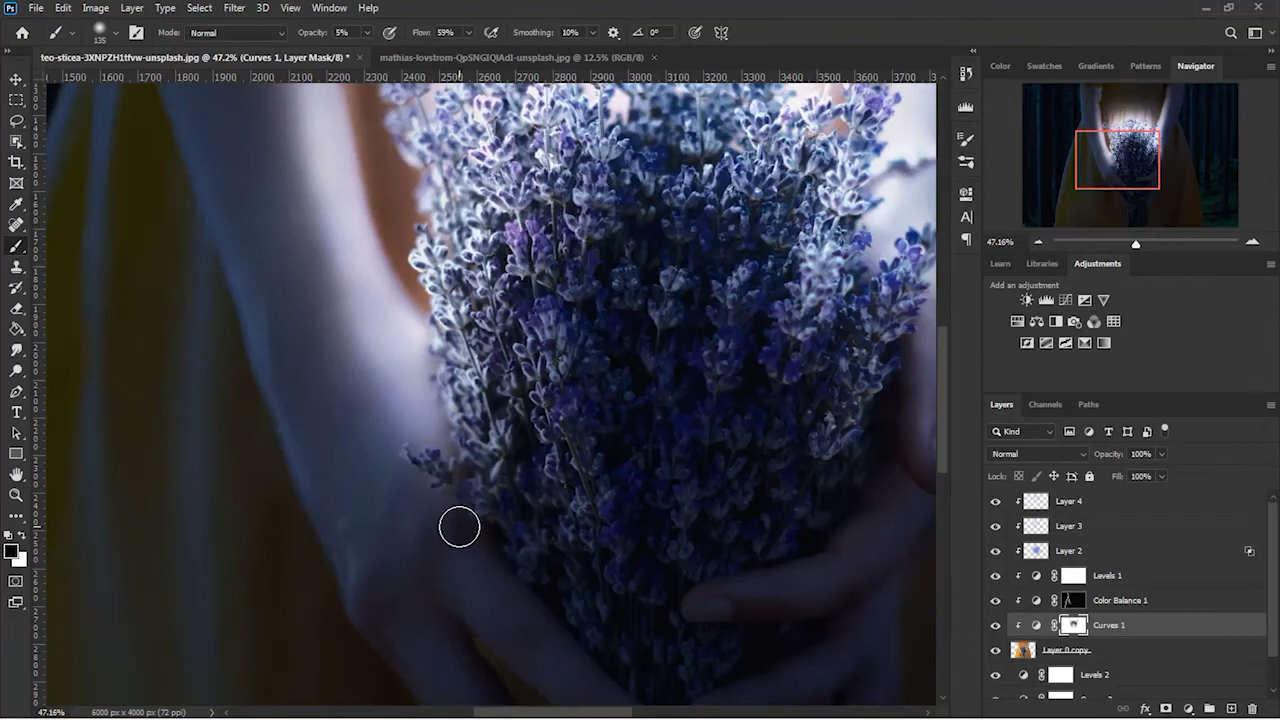 Ps File Edit Image Layer Type Select Filter 3D View Window Help
135 Mode: Normal Opacity: 5% Flow: 59% Smoothing: 10% 0°
teo-sticea-3XNPZH1tfvw-unsplash.jpg @ 47.2% (Curves 1, Layer Mask/8) * × mathias-lovstrom-QpSNGIQIAdI-unsplash.jpg @ 12.5% (RGB/8) ×
1500 1600 1700 1800 1900 2000 2100 2200 2300 2400 2500 2600 2700 2800 2900 3000 3100 3200 3300 3400 3500 3600 3700
Color Swatches Gradients Patterns Navigator
47.16%
Learn Libraries Adjustments
Add an adjustment
Layers Channels Paths
Kind
Normal Opacity: 100%
Lock: Fill: 100%
Layer 4
Layer 3
Layer 2
Levels 1
Color Balance 1
Curves 1
Layer 0 copy
Levels 2
47.16% 6000 px x 4000 px (72 ppi)